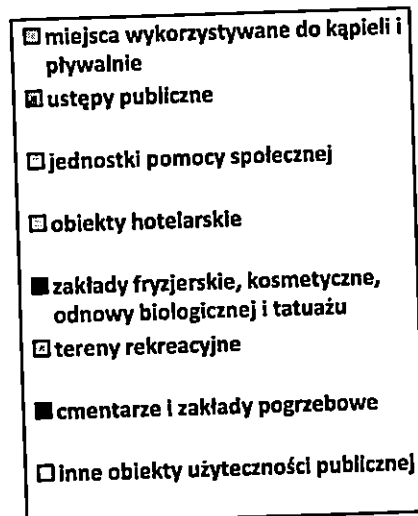 miejsca wykorzystywane do kąpieli i
pływalnie
ustępy publiczne
jednostki pomocy społecznej
obiekty hotelarskie
zakłady fryzjerskie, kosmetyczne,
odnowy biologicznej i tatuażu
tereny rekreacyjne
cmentarze i zakłady pogrzebowe
inne obiekty użyteczności publicznej